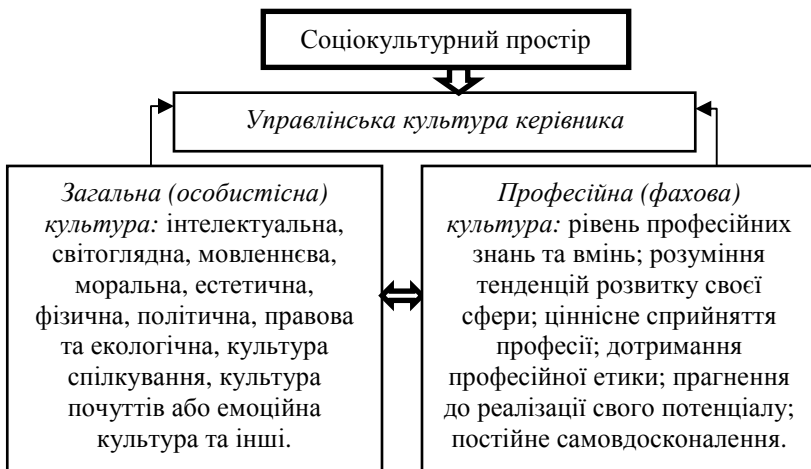 Соціокультурний простір
Управлінська культура керівника
Загальна (особистісна)
культура: інтелектуальна,
світоглядна, мовленнєва,
моральна, естетична,
фізична, політична, правова
та екологічна, культура
спілкування, культура
почуттів або емоційна
культура та інші.
Професійна (фахова)
культура: рівень професійних
знань та вмінь; розуміння
тенденцій розвитку своєї
сфери; ціннісне сприйняття
професії; дотримання
професійної етики; прагнення
до реалізації свого потенціалу;
постійне самовдосконалення.